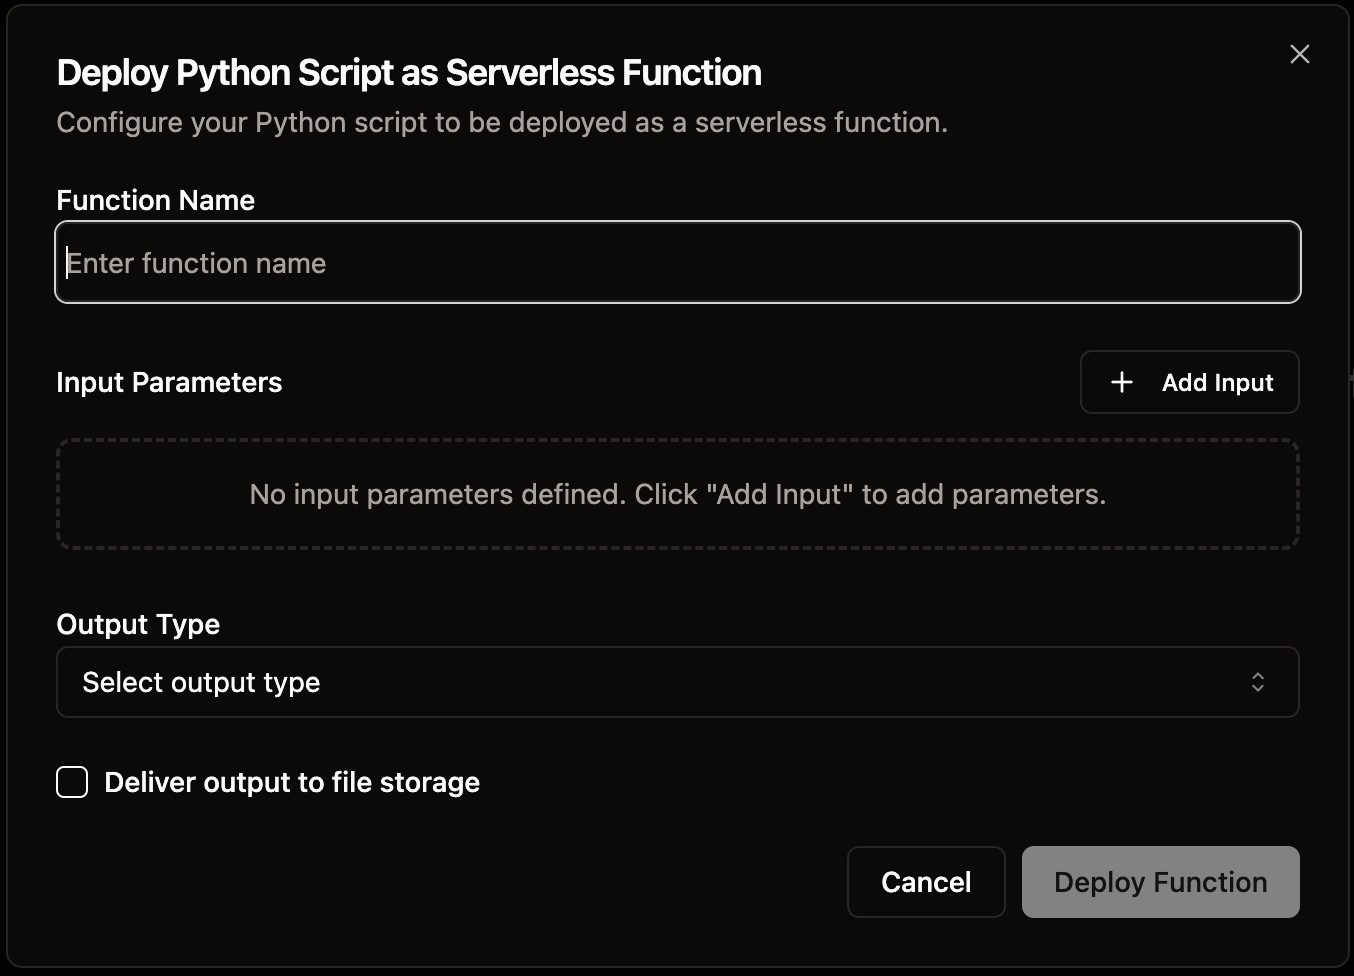 Deploy Python Script as Serverless Function
Configure your Python script to be deployed as a serverless function.
Function Name
Enter function name
Input Parameters
Add Input
No input parameters defined. Click "Add Input" to add parameters.
Output Type
Select output type
Deliver output to file storage
Cancel
Deploy Function